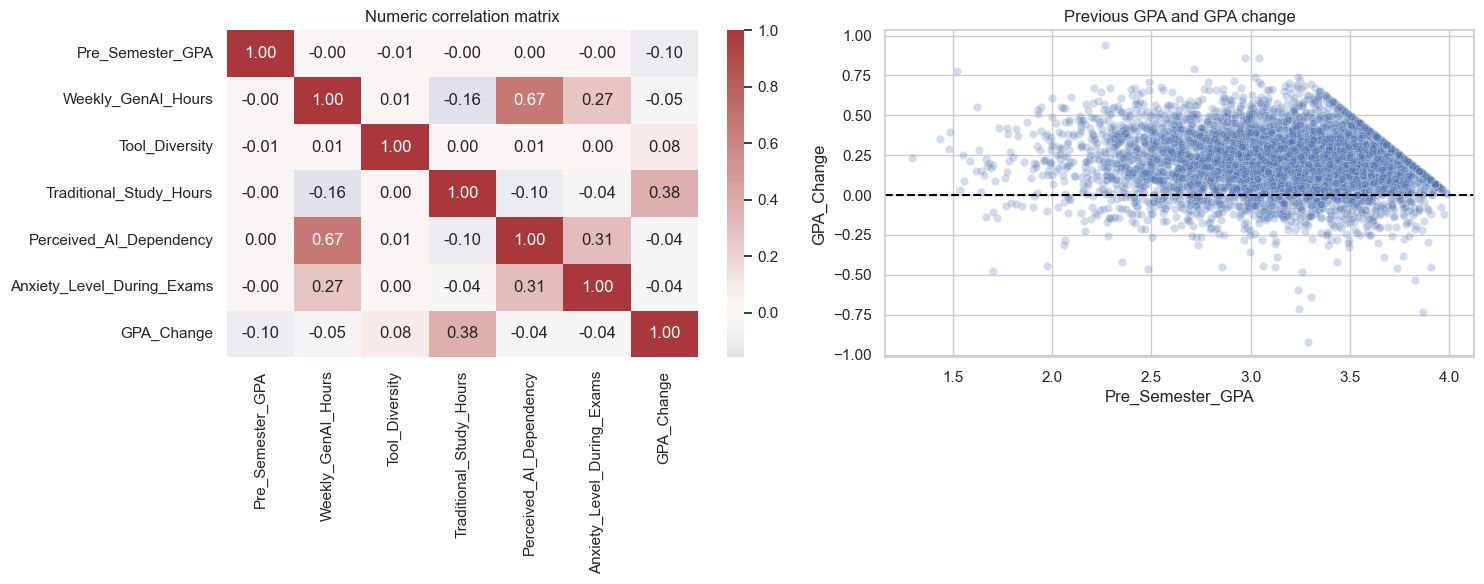 Numeric correlation matrix
Pre_Semester_GPA 1.00 -0.00 -0.01 -0.00 0.00 -0.00 -0.10
Weekly_GenAI_Hours -0.00 1.00 0.01 -0.16 0.67 0.27 -0.05
Tool_Diversity -0.01 0.01 1.00 0.00 0.01 0.00 0.08
Traditional_Study_Hours -0.00 -0.16 0.00 1.00 -0.10 -0.04 0.38
Perceived_AI_Dependency 0.00 0.67 0.01 -0.10 1.00 0.31 -0.04
Anxiety_Level_During_Exams -0.00 0.27 0.00 -0.04 0.31 1.00 -0.04
GPA_Change -0.10 -0.05 0.08 0.38 -0.04 -0.04 1.00
Pre_Semester_GPA
Weekly_GenAI_Hours
Tool_Diversity
Traditional_Study_Hours
Perceived_AI_Dependency
Anxiety_Level_During_Exams
GPA_Change
1.0
0.8
0.6
0.4
0.2
0.0
Previous GPA and GPA change
GPA_Change
1.00
0.75
0.50
0.25
0.00
−0.25
−0.50
−0.75
−1.00
1.5 2.0 2.5 3.0 3.5 4.0
Pre_Semester_GPA